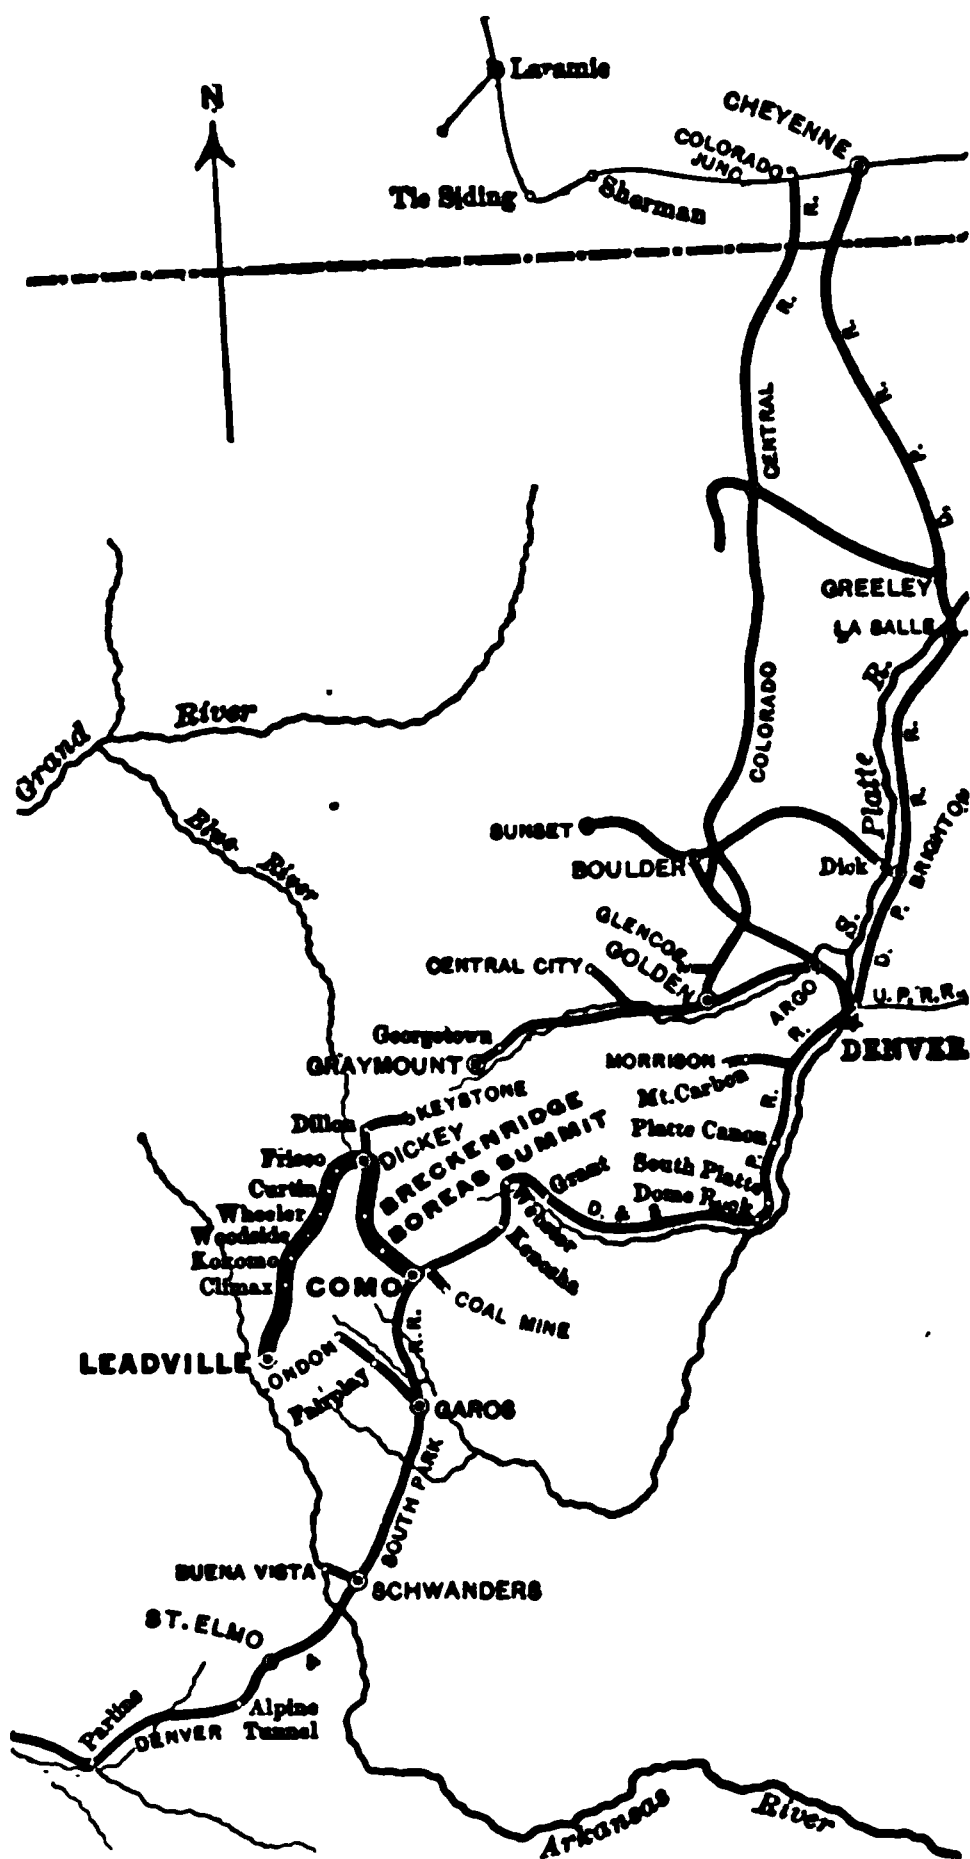 Laramie
N
CHEYENNE
COLORADO
JUNC.
Tie Siding
Sherman
R.
R.
R.
R.
P.
U.
CENTRAL
GREELEY
LA SALLE
R.
COLORADO
River
Grand
Platte
R.
R.
BRIGHTON
Blue River
SUNSET
BOULDER
Dick
P.
S.
U.
GLENCOE
GOLDEN
CENTRAL CITY
ARGO
U. P. R. R.
Georgetown
R.
DENVER
GRAYMOUNT
MORRISON
Mt. Carbon
R.
KEYSTONE
Dillon
DICKEY
BRECKENRIDGE
BOREAS SUMMIT
Platte Canon
Frisco
South Platte
R.
Curtin
Grant
Dome Rock
Wheeler
Webster
D. & S.
Woodside
Kokomo
Kenosha
Climax
COMO
COAL MINE
R. R.
LEADVILLE
LONDON
Fairplay
GAROS
SOUTH PARK
BUENA VISTA
SCHWANDERS
ST. ELMO
&
Alpine
Tunnel
DENVER
Arkansas River